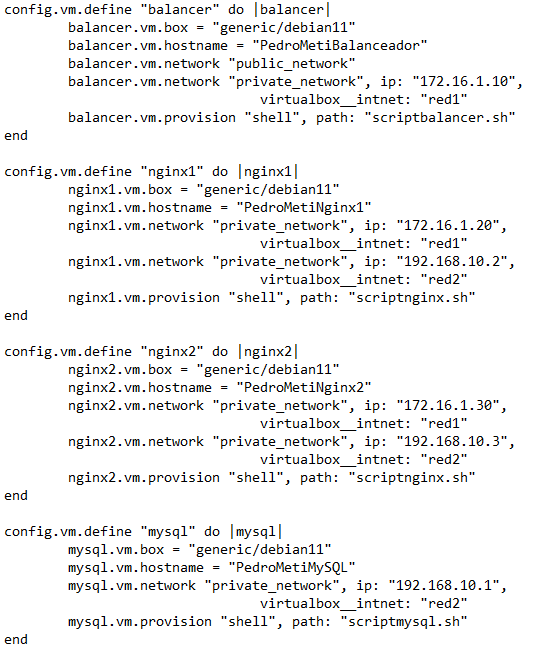 config.vm.define "balancer" do |balancer|
        balancer.vm.box = "generic/debian11"
        balancer.vm.hostname = "PedroMetiBalanceador"
        balancer.vm.network "public_network"
        balancer.vm.network "private_network", ip: "172.16.1.10",
                                virtualbox__intnet: "red1"
        balancer.vm.provision "shell", path: "scriptbalancer.sh"
end

config.vm.define "nginx1" do |nginx1|
        nginx1.vm.box = "generic/debian11"
        nginx1.vm.hostname = "PedroMetiNginx1"
        nginx1.vm.network "private_network", ip: "172.16.1.20",
                                virtualbox__intnet: "red1"
        nginx1.vm.network "private_network", ip: "192.168.10.2",
                                virtualbox__intnet: "red2"
        nginx1.vm.provision "shell", path: "scriptnginx.sh"
end

config.vm.define "nginx2" do |nginx2|
        nginx2.vm.box = "generic/debian11"
        nginx2.vm.hostname = "PedroMetiNginx2"
        nginx2.vm.network "private_network", ip: "172.16.1.30",
                                virtualbox__intnet: "red1"
        nginx2.vm.network "private_network", ip: "192.168.10.3",
                                virtualbox__intnet: "red2"
        nginx2.vm.provision "shell", path: "scriptnginx.sh"
end

config.vm.define "mysql" do |mysql|
        mysql.vm.box = "generic/debian11"
        mysql.vm.hostname = "PedroMetiMySQL"
        mysql.vm.network "private_network", ip: "192.168.10.1",
                                virtualbox__intnet: "red2"
        mysql.vm.provision "shell", path: "scriptmysql.sh"
end